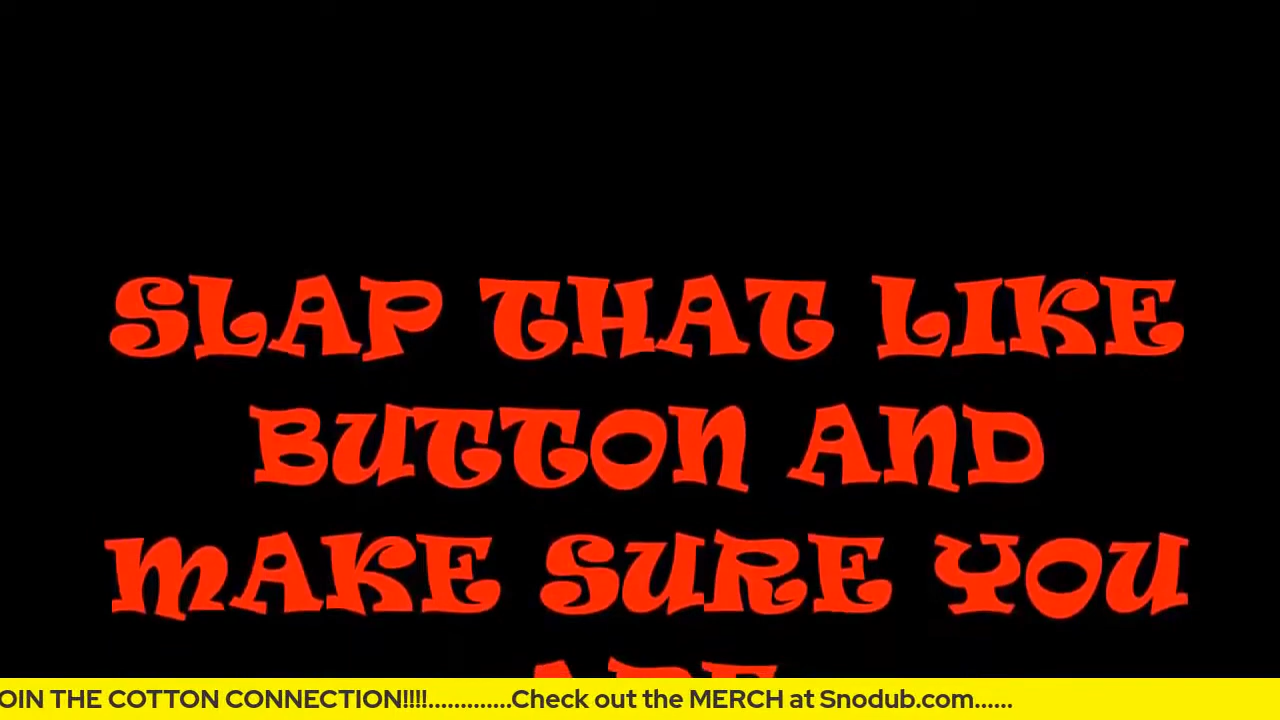 SLAP THAT LIKE
BUTTON AND
MAKE SURE YOU
ARE
OIN THE COTTON CONNECTION!!!!.............Check out the MERCH at Snodub.com......